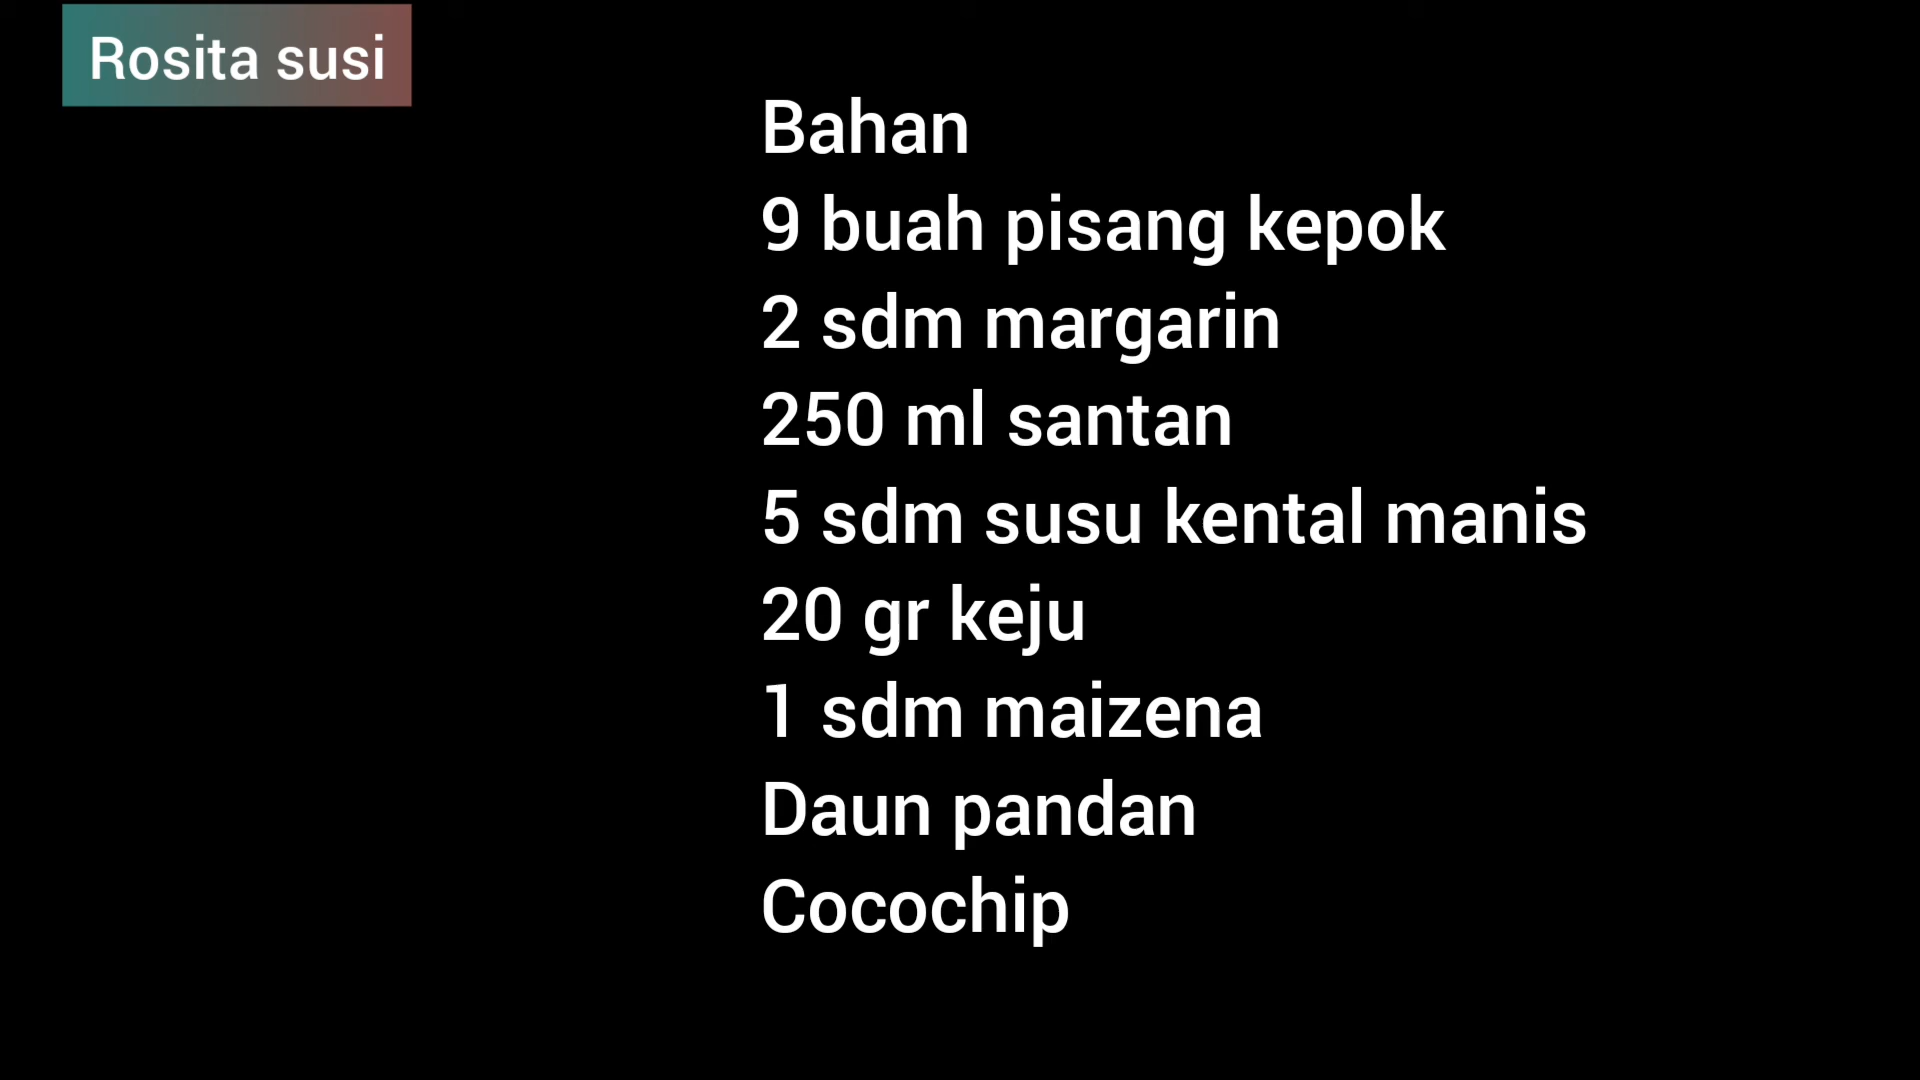 Rosita susi
Bahan
9 buah pisang kepok
2 sdm margarin
250 ml santan
5 sdm susu kental manis
20 gr keju
1 sdm maizena
Daun pandan
Cocochip